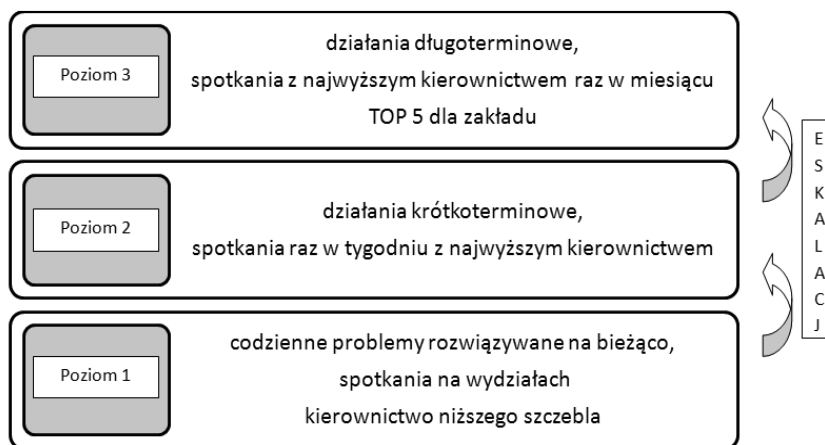 Poziom 3
działania długoterminowe,
spotkania z najwyższym kierownictwem raz w miesiącu
TOP 5 dla zakładu
Poziom 2
działania krótkoterminowe,
spotkania raz w tygodniu z najwyższym kierownictwem
Poziom 1
codzienne problemy rozwiązywane na bieżąco,
spotkania na wydziałach
kierownictwo niższego szczebla
E
S
K
A
L
A
C
J